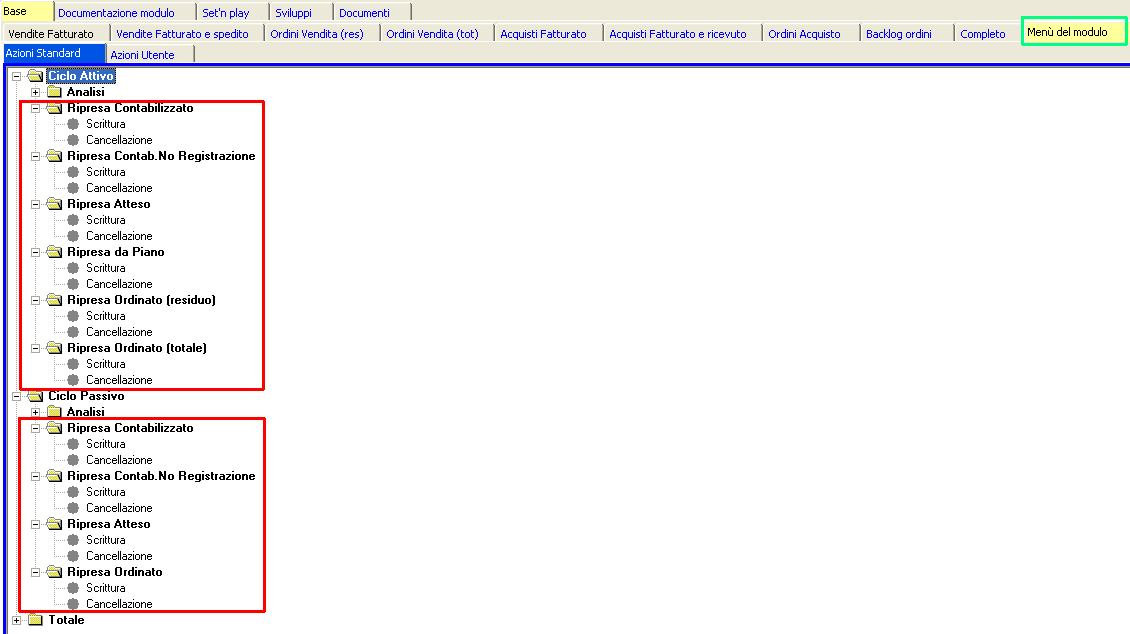 Base Documentazione modulo Set'n play Sviluppi Documenti
Vendite Fatturato Vendite Fatturato e spedito Ordini Vendita (res) Ordini Vendita (tot) Acquisti Fatturato Acquisti Fatturato e ricevuto Ordini Acquisto Backlog ordini Completo Menù del modulo
Azioni Standard Azioni Utente
Ciclo Attivo
Analisi
Ripresa Contabilizzato
Scrittura
Cancellazione
Ripresa Contab.No Registrazione
Scrittura
Cancellazione
Ripresa Atteso
Scrittura
Cancellazione
Ripresa da Piano
Scrittura
Cancellazione
Ripresa Ordinato (residuo)
Scrittura
Cancellazione
Ripresa Ordinato (totale)
Scrittura
Cancellazione
Ciclo Passivo
Analisi
Ripresa Contabilizzato
Scrittura
Cancellazione
Ripresa Contab.No Registrazione
Scrittura
Cancellazione
Ripresa Atteso
Scrittura
Cancellazione
Ripresa Ordinato
Scrittura
Cancellazione
Totale